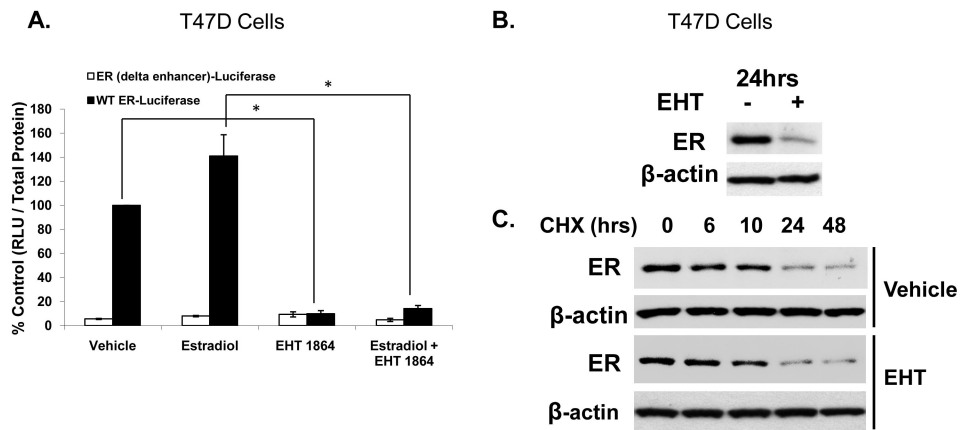 A.
T47D Cells
ER (delta enhancer)-Luciferase
WT ER-Luciferase
*
*
% Control (RLU / Total Protein)
180
160
140
120
100
80
60
40
20
0
Vehicle
Estradiol
EHT 1864
Estradiol +
EHT 1864
B.
T47D Cells
24hrs
EHT - +
ER
β-actin
C.
CHX (hrs) 0 6 10 24 48
ER
β-actin
Vehicle
ER
β-actin
EHT